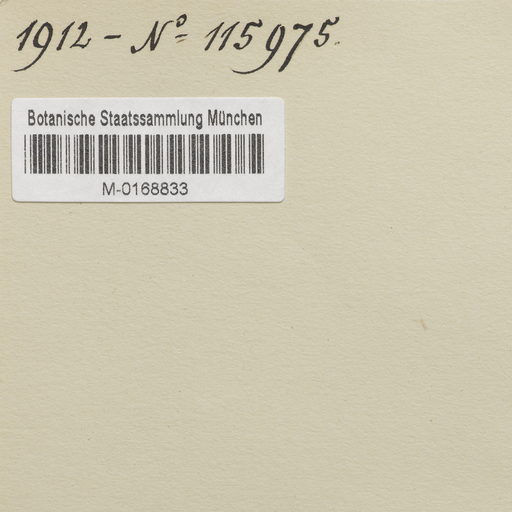 1912 - Nº 115975.
Botanische Staatssammlung München
M-0168833